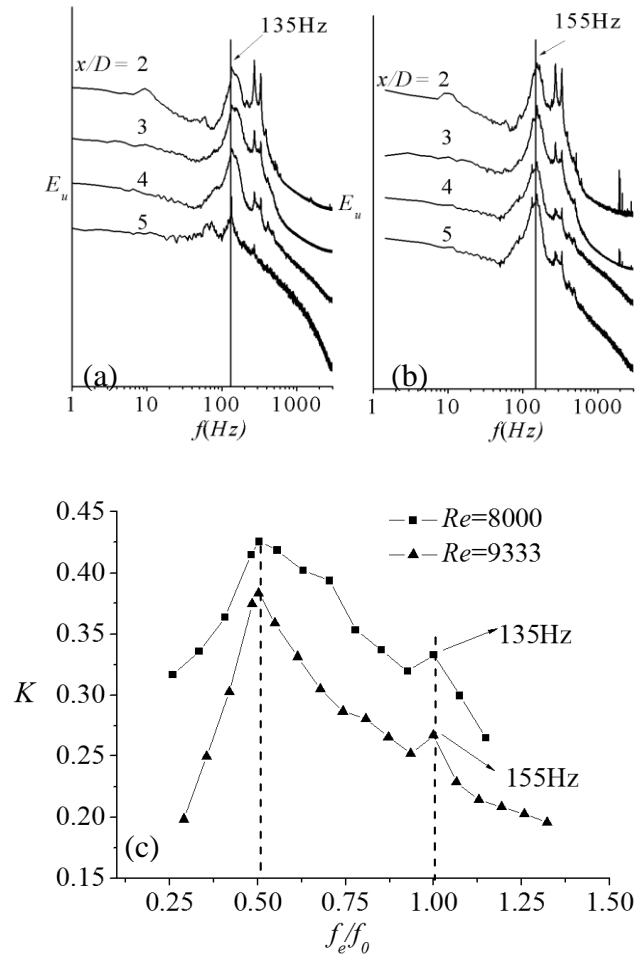 135Hz
x/D = 2
3
4
5
E_u
(a)
1 10 100 1000
f(Hz)
155Hz
2
3
4
5
E_u
(b)
1 10 100 1000
f(Hz)
0.45
0.40
0.35
0.30
0.25
0.20
0.15
K
Re=8000
Re=9333
135Hz
155Hz
(c)
0.25 0.50 0.75 1.00 1.25 1.50
f_e/f_0